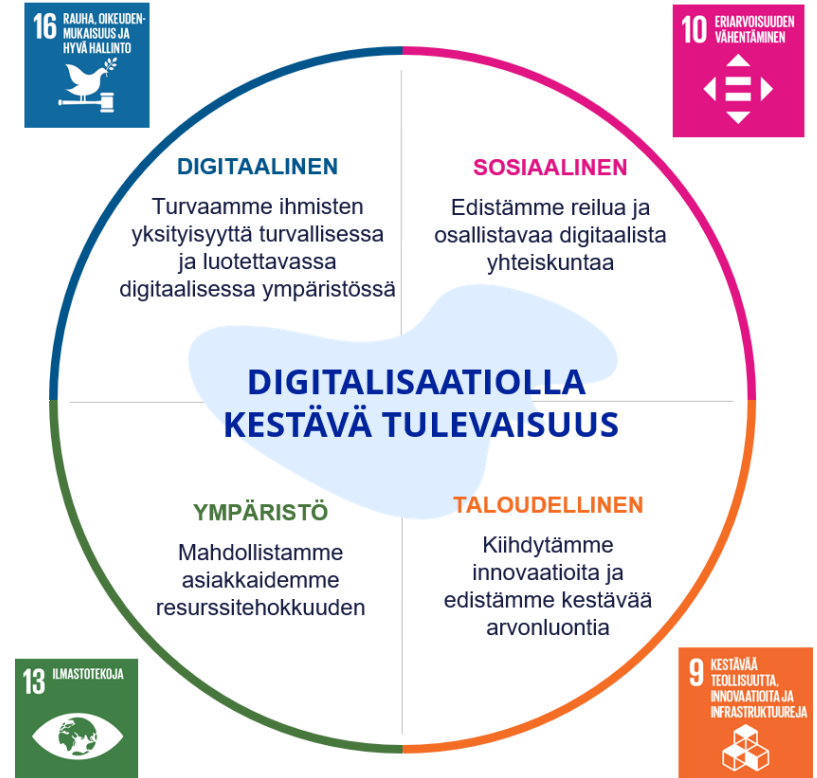 16 RAUHA, OIKEUDEN-
MUKAISUUS JA
HYVÄ HALLINTO
10 ERIARVOISUUDEN
VÄHENTÄMINEN
DIGITAALINEN
Turvaamme ihmisten
yksityisyyttä turvallisessa
ja luotettavassa
digitaalisessa ympäristössä
SOSIAALINEN
Edistämme reilua ja
osallistavaa digitaalista
yhteiskuntaa
DIGITALISAATIOLLA
KESTÄVÄ TULEVAISUUS
YMPÄRISTÖ
Mahdollistamme
asiakkaidemme
resurssitehokkuuden
TALOUDELLINEN
Kiihdytämme
innovaatioita ja
edistämme kestävää
arvonluontia
13 ILMASTOTEKOJA
9 KESTÄVÄÄ
TEOLLISUUTTA,
INNOVAATIOITA JA
INFRASTRUKTUUREJA